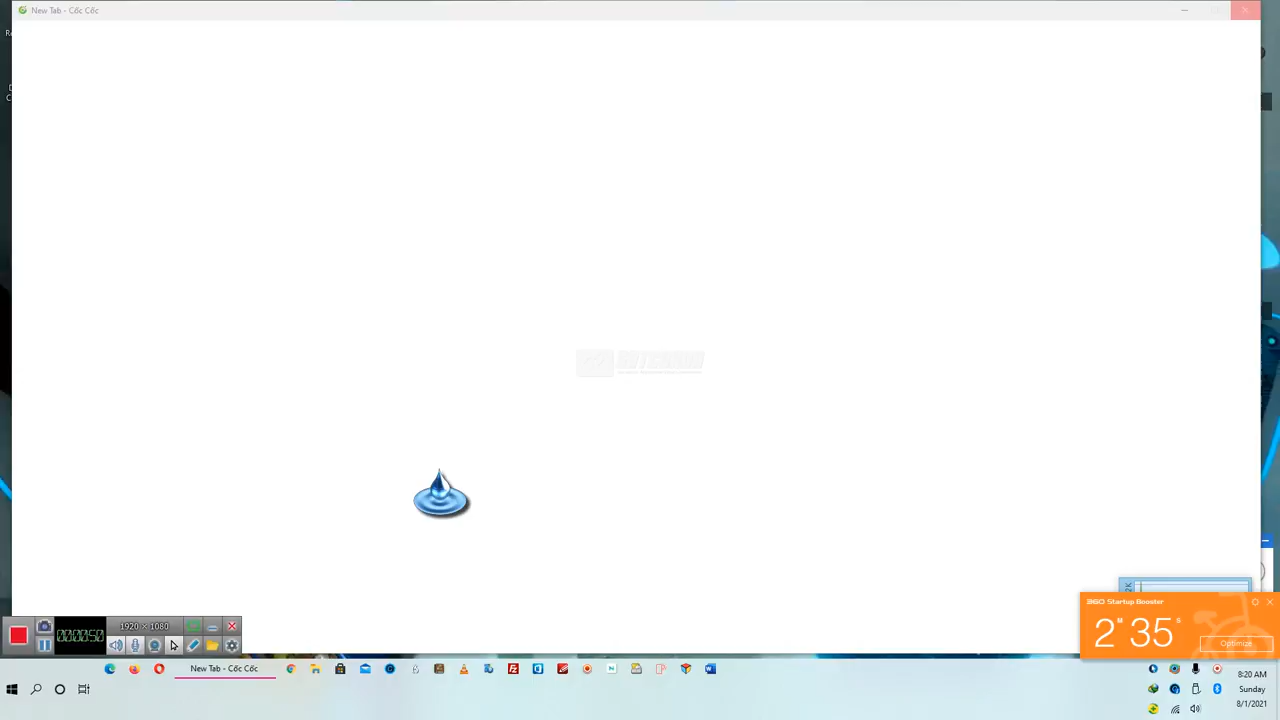 New Tab - Cốc Cốc
360 Startup Booster
2 M 35 S
Optimize
1920 × 1080
000050
New Tab - Cốc Cốc
8:20 AM
Sunday
8/1/2021